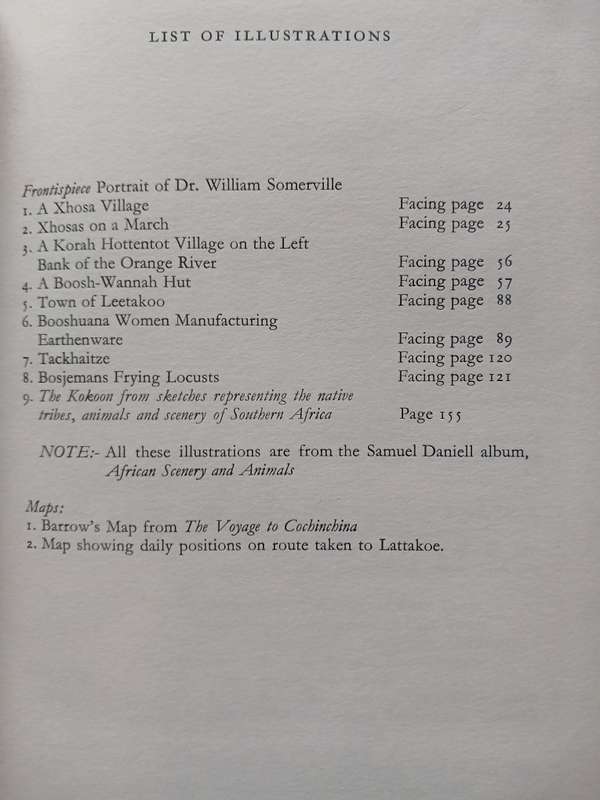 LIST OF ILLUSTRATIONS
Frontispiece Portrait of Dr. William Somerville
1. A Xhosa Village Facing page 24
2. Xhosas on a March Facing page 25
3. A Korah Hottentot Village on the Left
Bank of the Orange River Facing page 56
4. A Boosh-Wannah Hut Facing page 57
5. Town of Leetakoo Facing page 88
6. Booshuana Women Manufacturing
Earthenware Facing page 89
7. Tackhaitze Facing page 120
8. Bosjemans Frying Locusts Facing page 121
9. The Kokoon from sketches representing the native
tribes, animals and scenery of Southern Africa Page 155
NOTE:- All these illustrations are from the Samuel Daniell album,
African Scenery and Animals
Maps:
1. Barrow's Map from The Voyage to Cochinchina
2. Map showing daily positions on route taken to Lattakoe.